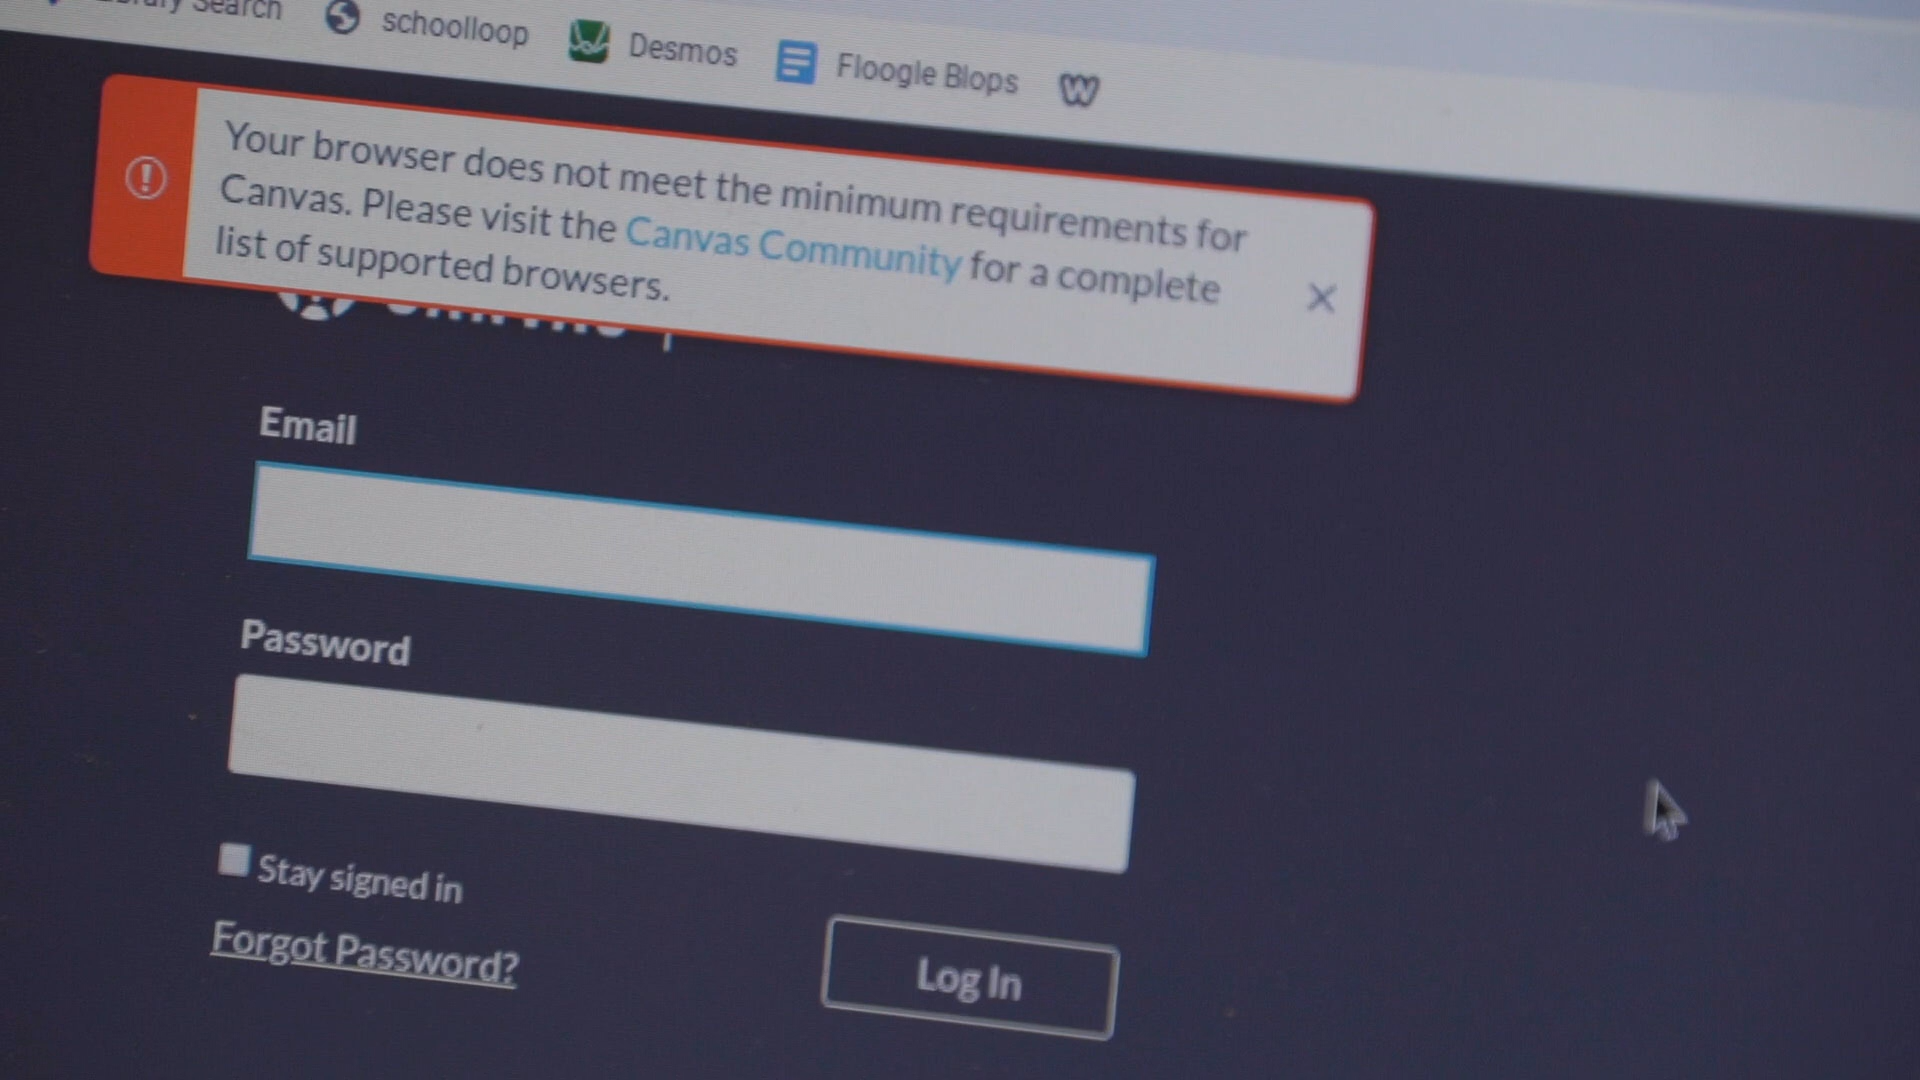 Search
schoolloop
Desmos
Floogle Blops
W
Your browser does not meet the minimum requirements for
Canvas. Please visit the Canvas Community for a complete
list of supported browsers.
Email
Password
Stay signed in
Forgot Password?
Log In